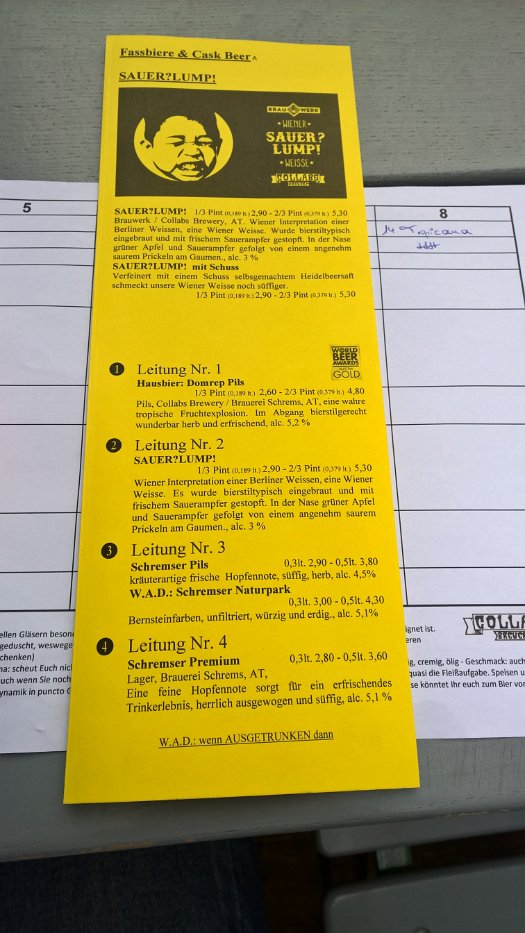 Fassbiere & Cask Beer A
SAUER?LUMP!
BRAUWERK
WIENER
SAUER?
LUMP!
WEISSE
COLLABS
BREWERY
SAUER?LUMP! 1/3 Pint (0,189 lt.) 2,90 - 2/3 Pint (0,379 lt.) 5,30
Brauwerk / Collabs Brewery, AT. Wiener Interpretation einer
Berliner Weissen, eine Wiener Weisse. Wurde bierstiltypisch
eingebraut und mit frischem Sauerampfer gestopft. In der Nase
grüner Apfel und Sauerampfer gefolgt von einem angenehm
saurem Prickeln am Gaumen., alc. 3 %
SAUER?LUMP! mit Schuss
Verfeinert mit einem Schuss selbsgemachtem Heidelbeersaft
schmeckt unsere Wiener Weisse noch süffiger.
1/3 Pint (0,189 lt.) 2,90 - 2/3 Pint (0,379 lt.) 5,30
WORLD
BEER
AWARDS
GOLD
1 Leitung Nr. 1
Hausbier: Domrep Pils
1/3 Pint (0,189 lt.) 2,60 - 2/3 Pint (0,379 lt.) 4,80
Pils, Collabs Brewery / Brauerei Schrems, AT, eine wahre
tropische Fruchtexplosion. Im Abgang bierstilgerecht
wunderbar herb und erfrischend, alc. 5,2 %
2 Leitung Nr. 2
SAUER?LUMP!
1/3 Pint (0,189 lt.) 2,90 - 2/3 Pint (0,379 lt.) 5,30
Wiener Interpretation einer Berliner Weissen, eine Wiener
Weisse. Es wurde bierstiltypisch eingebraut und mit
frischem Sauerampfer gestopft. In der Nase grüner Apfel
und Sauerampfer gefolgt von einem angenehm saurem
Prickeln am Gaumen., alc. 3 %
3 Leitung Nr. 3
Schremser Pils 0,3lt. 2,90 - 0,5lt. 3,80
kräuterartige frische Hopfennote, süffig, herb, alc. 4,5%
W.A.D.: Schremser Naturpark
0,3lt. 3,00 - 0,5lt. 4,30
Bernsteinfarben, unfiltriert, würzig und erdig., alc. 5,1%
4 Leitung Nr. 4
Schremser Premium 0,3lt. 2,80 - 0,5lt. 3,60
Lager, Brauerei Schrems, AT,
Eine feine Hopfennote sorgt für ein erfrischendes
Trinkerlebnis, herrlich ausgewogen und süffig, alc. 5,1 %
W.A.D.: wenn AUSGETRUNKEN dann
5
ellen Gläsern
geduscht, weswege
chenken)
ma: scheut Euch nich
uch wenn Sie noch
ynamik in puncto
8
14 Tropicana
ignet ist.
eren
COLLAB
g, cremig, ölig - Geschmack: auch
quasi die Fleißaufgabe. Speisen u
se könntet Ihr euch zum Bier vor